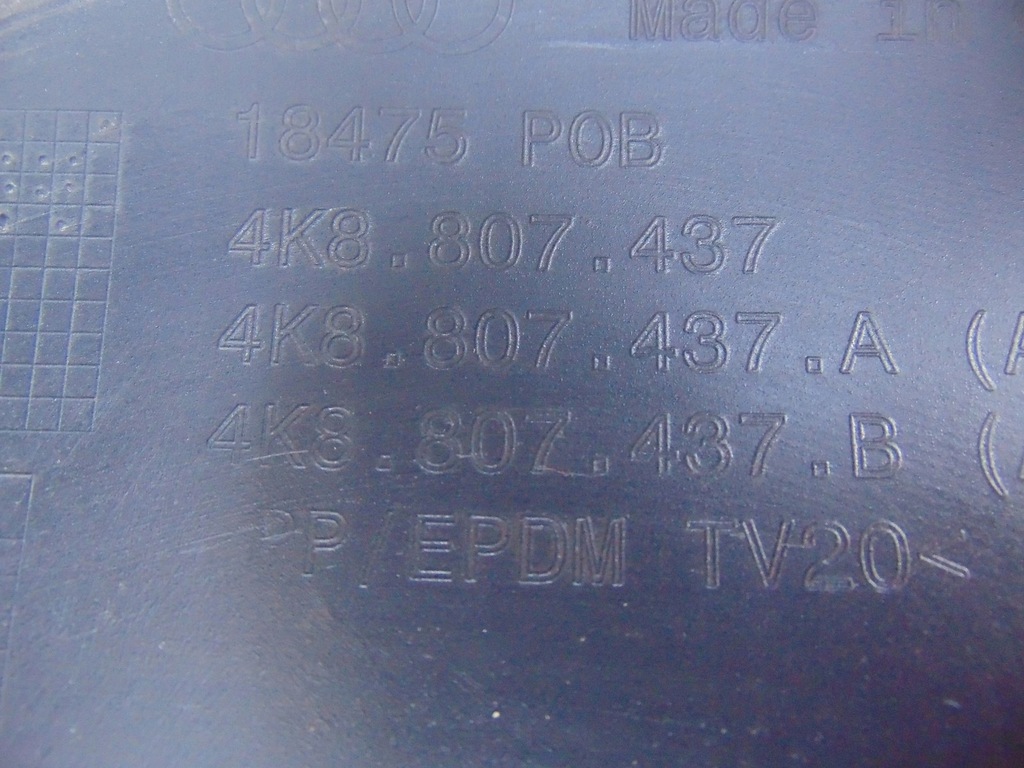 Made in
18475 POB
4K8.807.437
4K8.807.437.A (A
4K8.807.437.B (
PP/EPDM TV20<